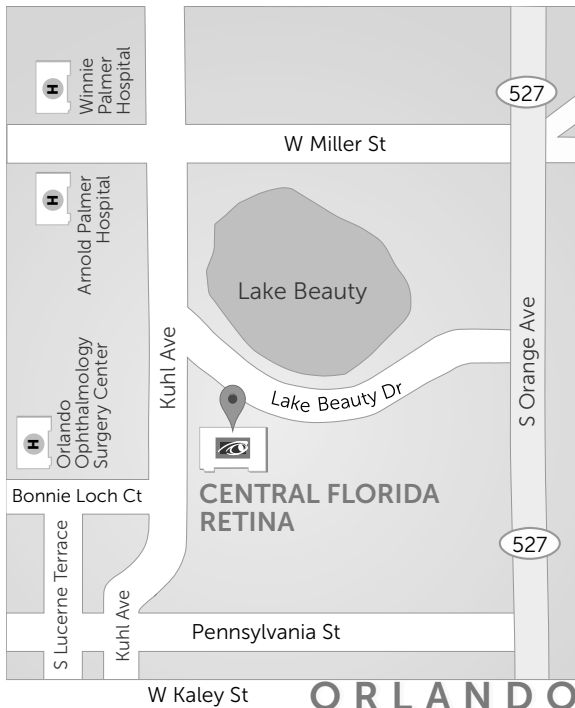 H
Winnie
Palmer
Hospital
527
W Miller St
H
Arnold Palmer
Hospital
Lake Beauty
Kuhl Ave
S Orange Ave
Lake Beauty Dr
H
Orlando
Ophthalmology
Surgery Center
CENTRAL FLORIDA
RETINA
Bonnie Loch Ct
527
S Lucerne Terrace
Kuhl Ave
Pennsylvania St
W Kaley St
ORLANDO